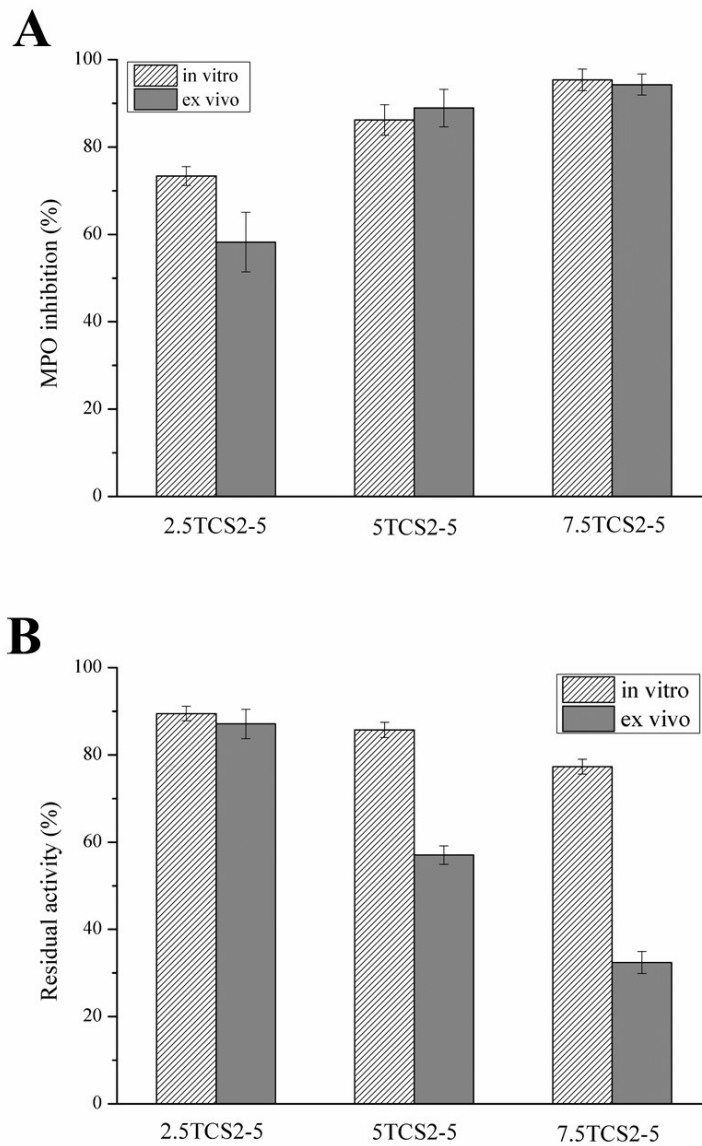 A
100
80
60
40
20
0
MPO inhibition (%)
in vitro
ex vivo
2.5TCS2-5
5TCS2-5
7.5TCS2-5
B
100
80
60
40
20
0
Residual activity (%)
in vitro
ex vivo
2.5TCS2-5
5TCS2-5
7.5TCS2-5